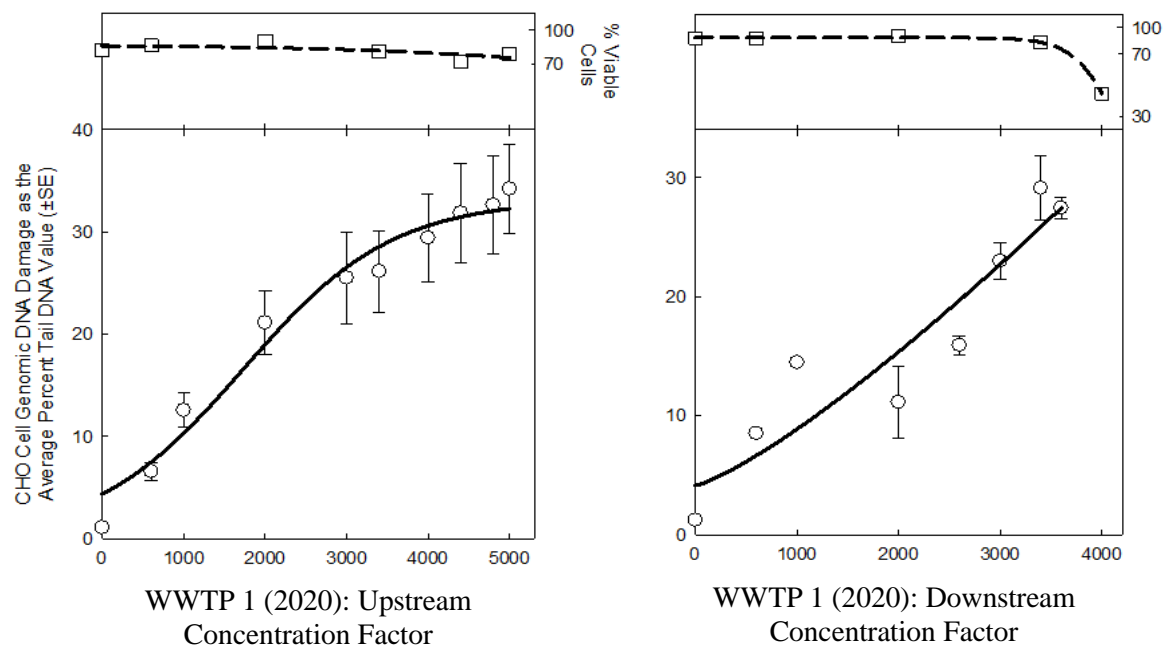 100
70
% Viable
Cells
100
70
30
40
30
20
10
0
CHO Cell Genomic DNA Damage as the
Average Percent Tail DNA Value (±SE)
30
20
10
0
0 1000 2000 3000 4000 5000
0 1000 2000 3000 4000
WWTP 1 (2020): Upstream
Concentration Factor
WWTP 1 (2020): Downstream
Concentration Factor